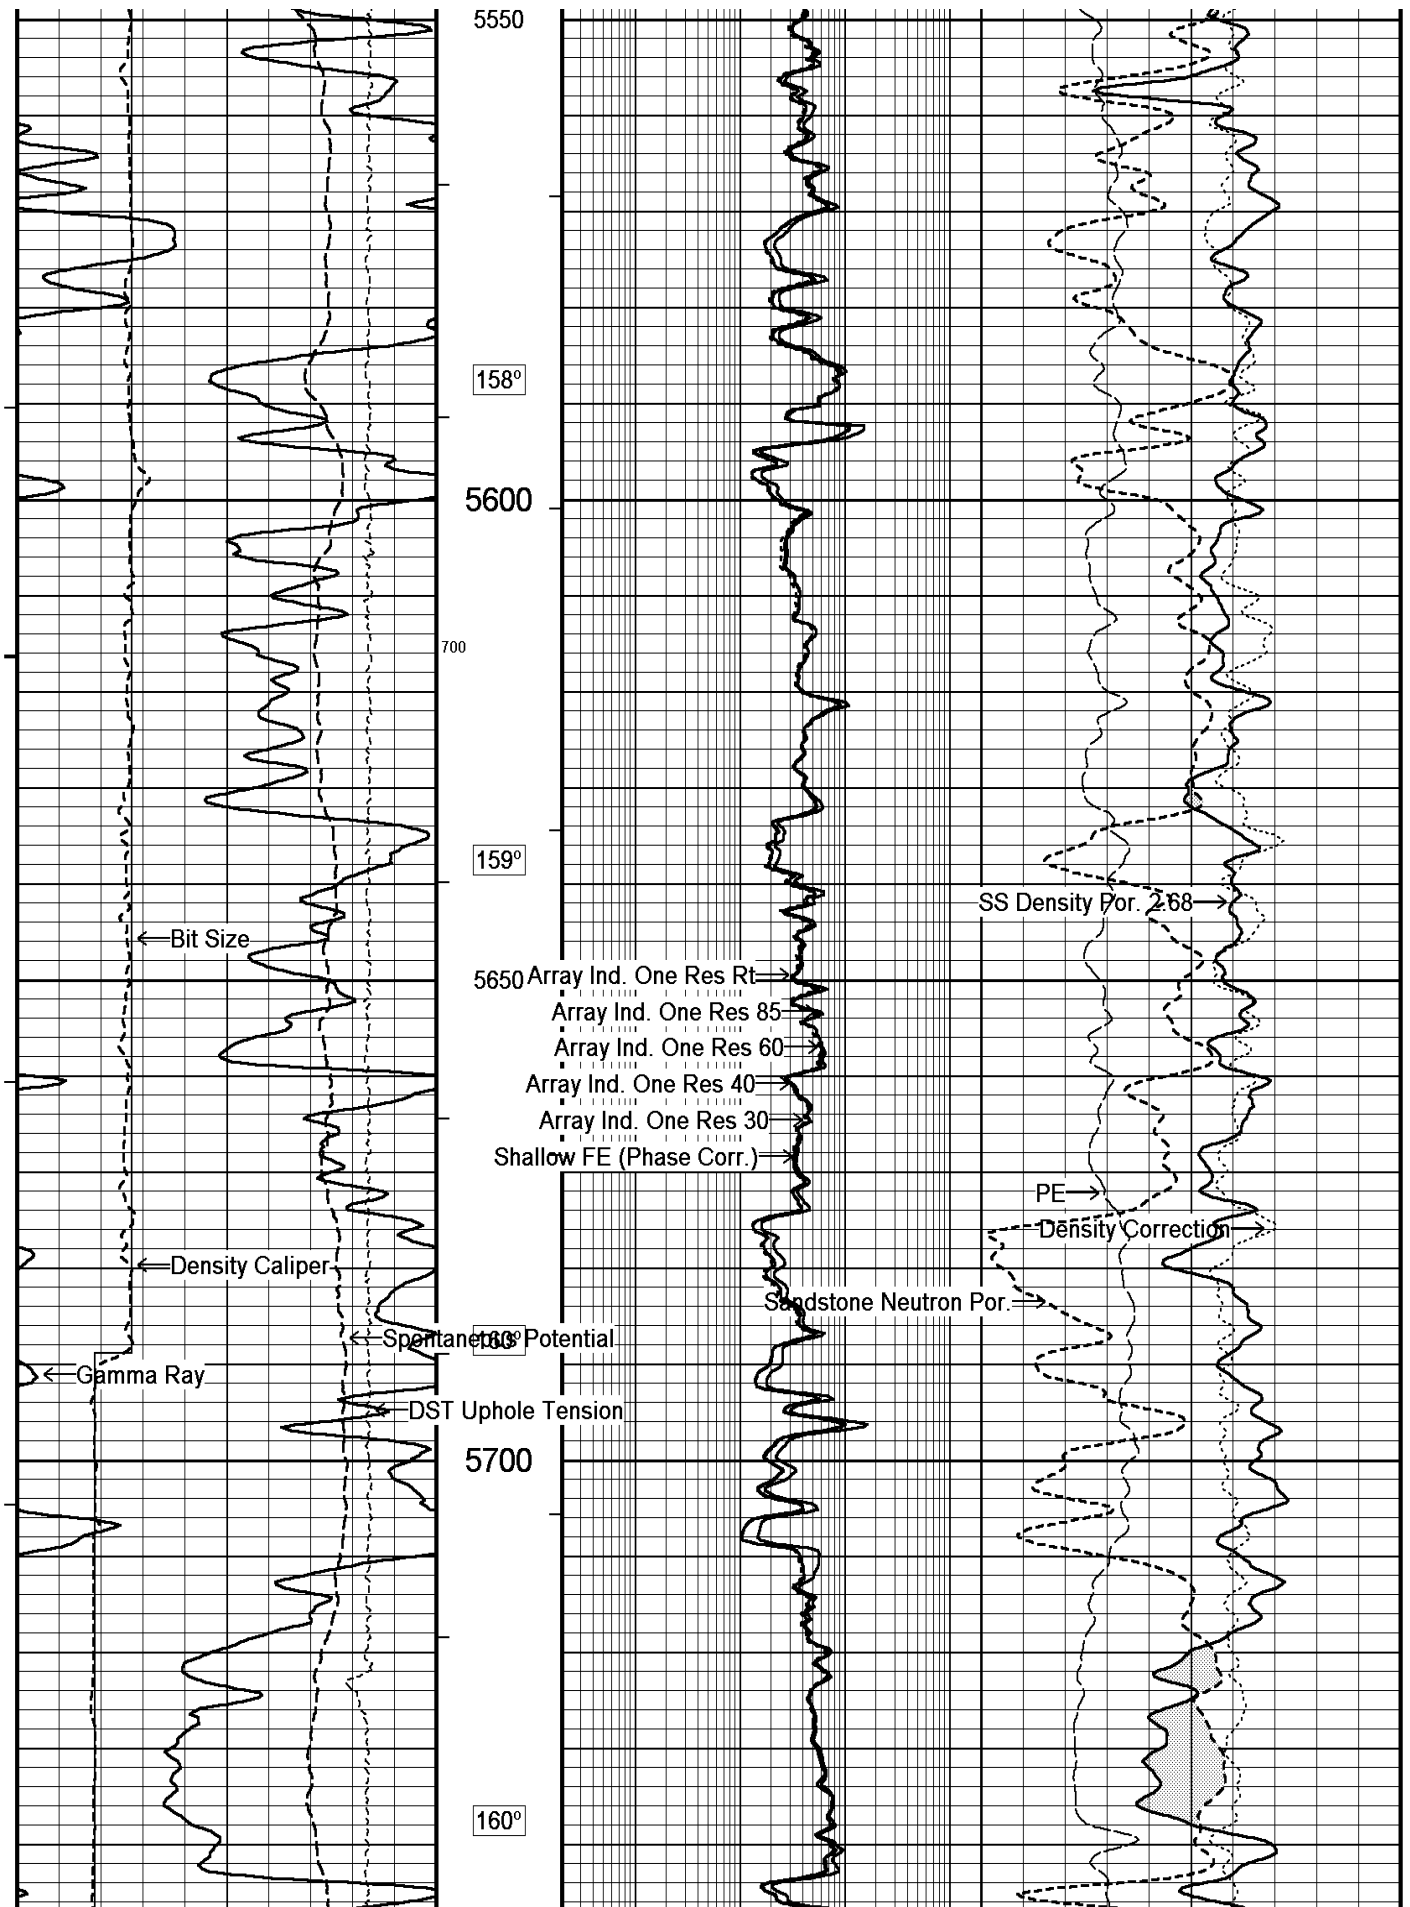 5550
158º
5600
700
159º
SS Density Por. 2.68
Bit Size
5650
Array Ind. One Res Rt
Array Ind. One Res 85
Array Ind. One Res 60
Array Ind. One Res 40
Array Ind. One Res 30
Shallow FE (Phase Corr.)
PE
Density Correction
Density Caliper
Sandstone Neutron Por.
Spontaneous Potential
160º
Gamma Ray
DST Uphole Tension
5700
160º